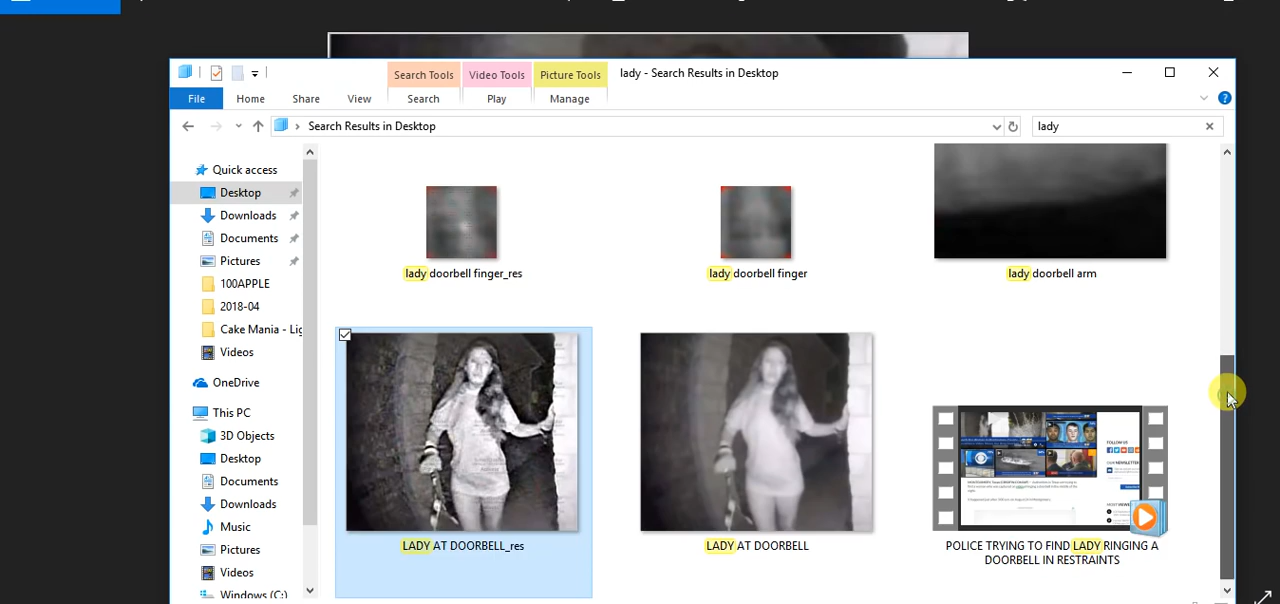 Search Tools Video Tools Picture Tools lady - Search Results in Desktop
File Home Share View Search Play Manage
Search Results in Desktop lady
Quick access
Desktop
Downloads
Documents
Pictures
100APPLE
2018-04
Cake Mania - Lig
Videos
OneDrive
This PC
3D Objects
Desktop
Documents
Downloads
Music
Pictures
Videos
Windows (C:)
lady doorbell finger_res
lady doorbell finger
lady doorbell arm
LADY AT DOORBELL_res
LADY AT DOORBELL
POLICE TRYING TO FIND LADY RINGING A
DOORBELL IN RESTRAINTS
FOLLOW US